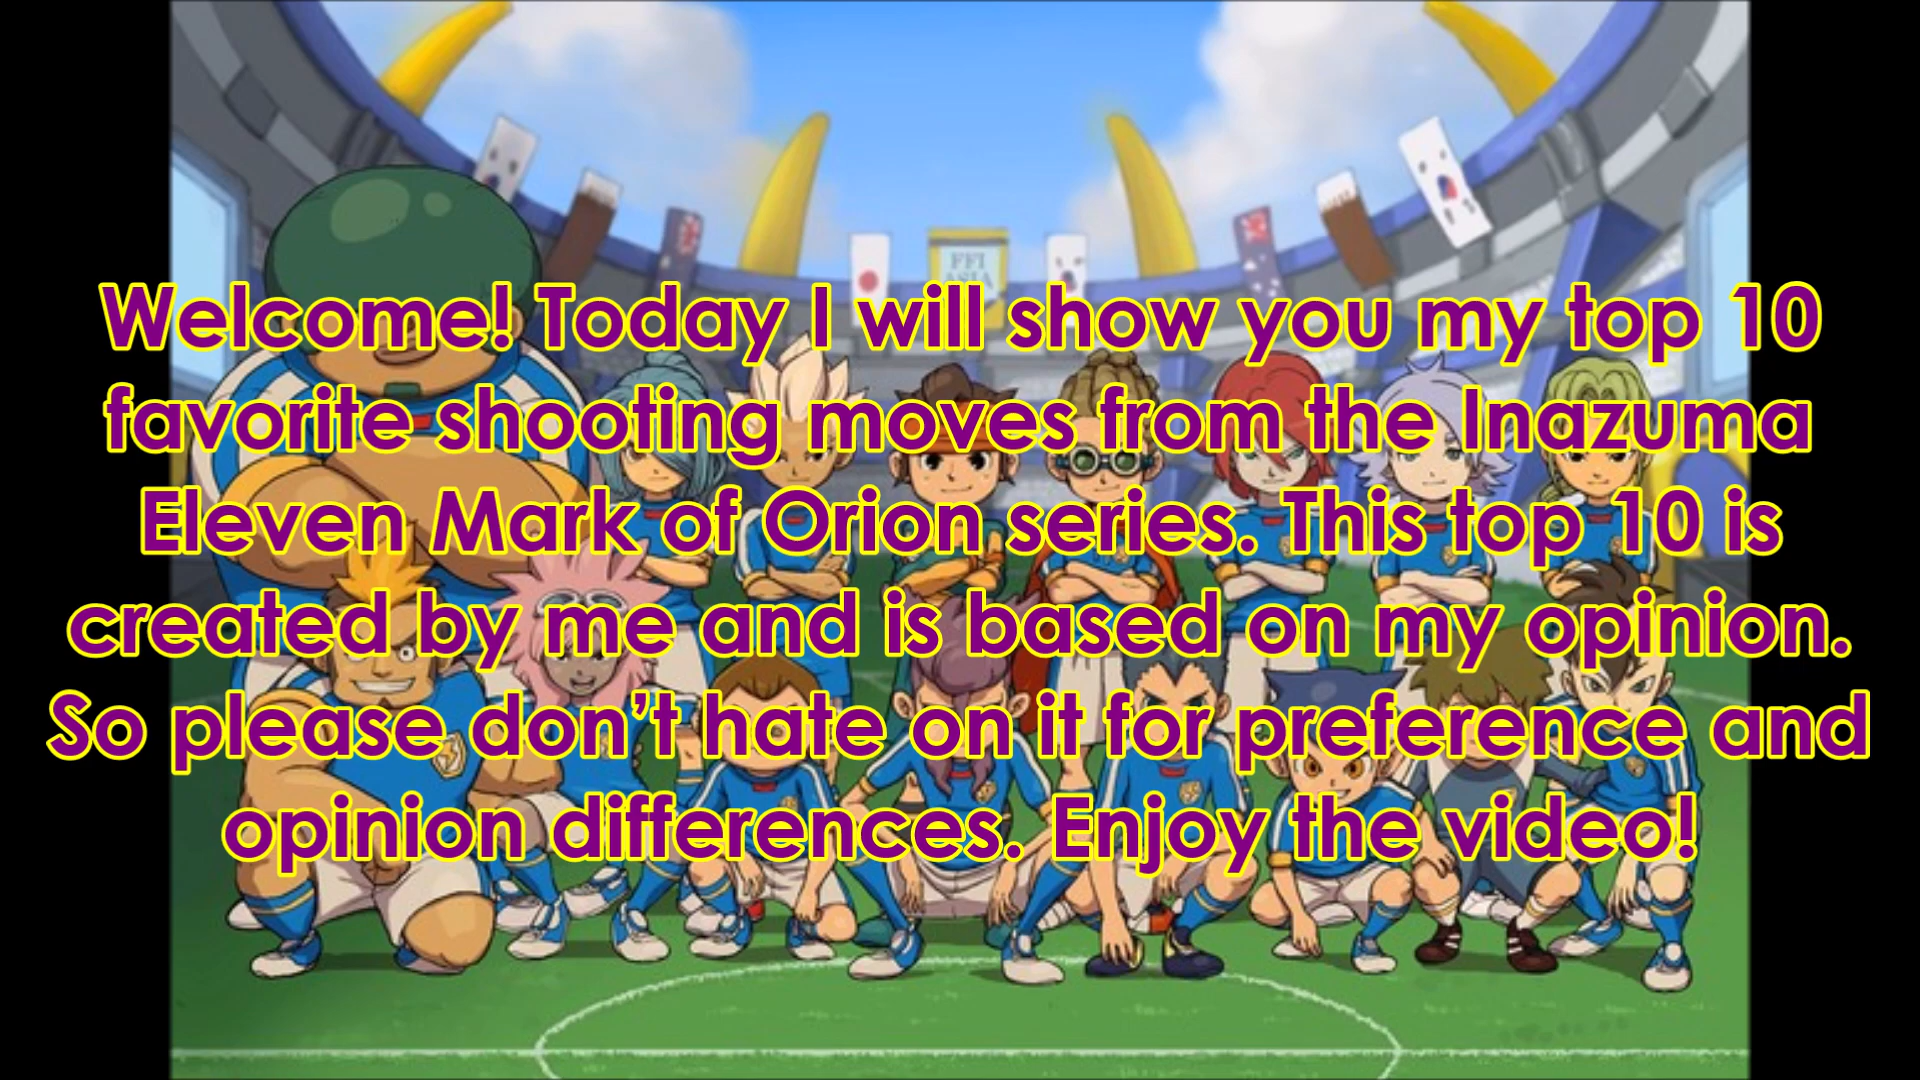 FFI
ASIA
Welcome! Today I will show you my top 10
favorite shooting moves from the Inazuma
Eleven Mark of Orion series. This top 10 is
created by me and is based on my opinion.
So please don’t hate on it for preference and
opinion differences. Enjoy the video!